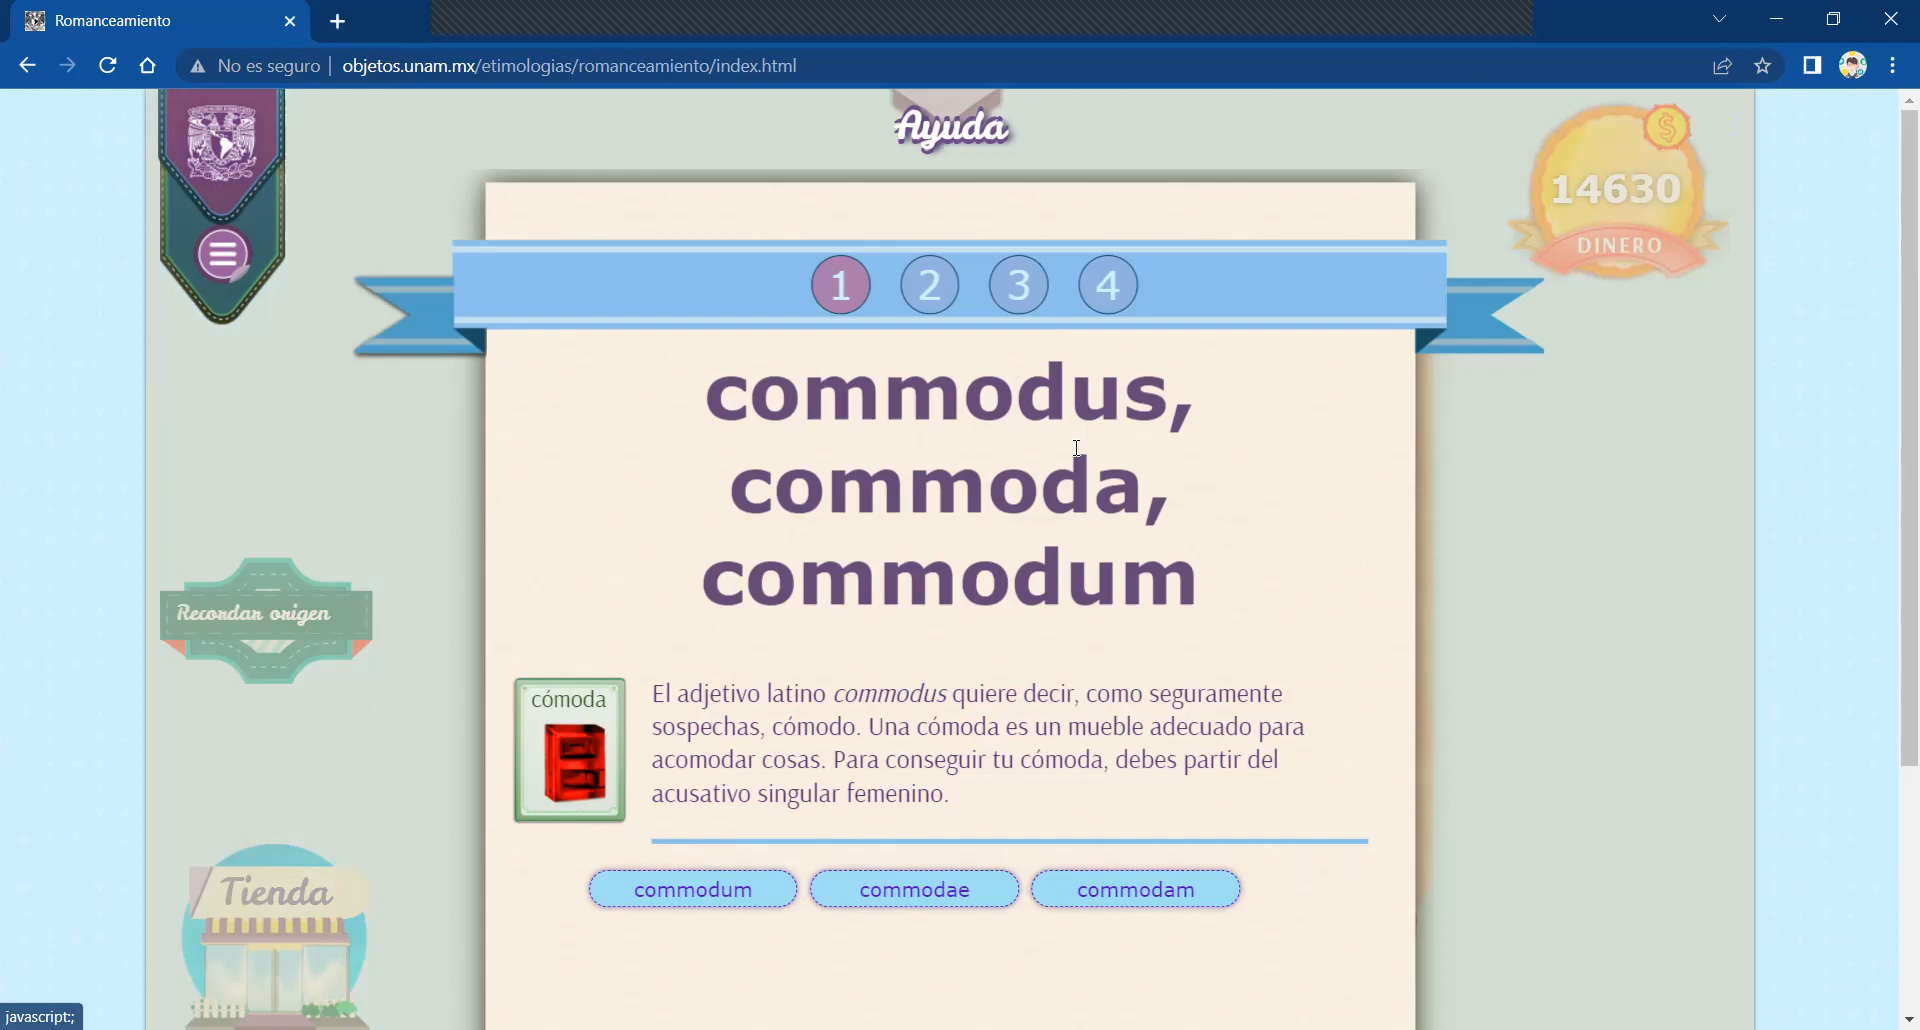 Romanceamiento
No es seguro
objetos.unam.mx/etimologias/romanceamiento/index.html
Ayuda
14630
DINERO
1 2 3 4
commodus,
commoda,
commodum
cómoda
El adjetivo latino commodus quiere decir, como seguramente
sospechas, cómodo. Una cómoda es un mueble adecuado para
acomodar cosas. Para conseguir tu cómoda, debes partir del
acusativo singular femenino.
commodum commodae commodam
Recordar origen
Tienda
javascript:;